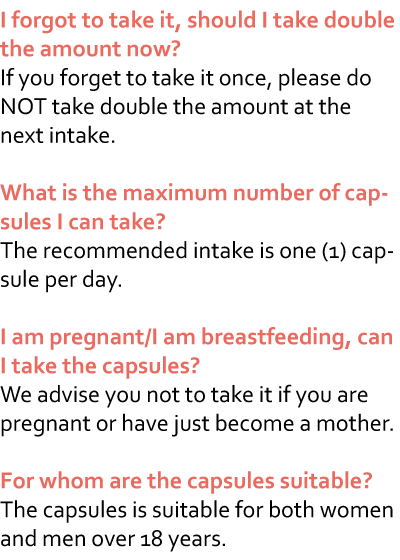 I forgot to take it, should I take double
the amount now?
If you forget to take it once, please do
NOT take double the amount at the
next intake.
What is the maximum number of cap-
sules I can take?
The recommended intake is one (1) cap-
sule per day.
I am pregnant/I am breastfeeding, can
I take the capsules?
We advise you not to take it if you are
pregnant or have just become a mother.
For whom are the capsules suitable?
The capsules is suitable for both women
and men over 18 years.